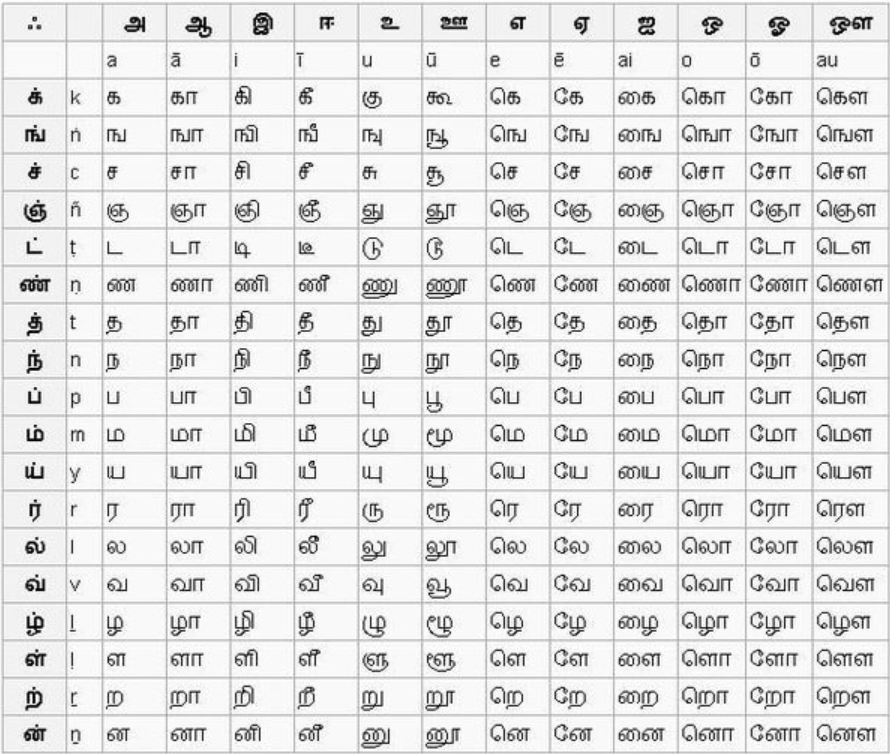 ஃ அ ஆ இ ஈ உ ஊ எ ஏ ஐ ஒ ஓ ஔ
a ā i ī u ū e ē ai o ō au
க் k க கா கி கீ கு கூ கெ கே கை கொ கோ கௌ
ங் ṅ ங ஙா ஙி ஙீ ஙு ஙூ ஙெ ஙே ஙை ஙொ ஙோ ஙௌ
ச் c ச சா சி சீ சு சூ செ சே சை சொ சோ சௌ
ஞ் ñ ஞ ஞா ஞி ஞீ ஞு ஞூ ஞெ ஞே ஞை ஞொ ஞோ ஞௌ
ட் ṭ ட டா டி டீ டு டூ டெ டே டை டொ டோ டௌ
ண் ṇ ண ணா ணி ணீ ணு ணூ ணெ ணே ணை ணொ ணோ ணௌ
த் t த தா தி தீ து தூ தெ தே தை தொ தோ தௌ
ந் n ந நா நி நீ நு நூ நெ நே நை நொ நோ நௌ
ப் p ப பா பி பீ பு பூ பெ பே பை பொ போ பௌ
ம் m ம மா மி மீ மு மூ மெ மே மை மொ மோ மௌ
ய் y ய யா யி யீ யு யூ யெ யே யை யொ யோ யௌ
ர் r ர ரா ரி ரீ ரு ரூ ரெ ரே ரை ரொ ரோ ரௌ
ல் l ல லா லி லீ லு லூ லெ லே லை லொ லோ லௌ
வ் v வ வா வி வீ வு வூ வெ வே வை வொ வோ வௌ
ழ் ḻ ழ ழா ழி ழீ ழு ழூ ழெ ழே ழை ழொ ழோ ழௌ
ள் ḷ ள ளா ளி ளீ ளு ளூ ளெ ளே ளை ளொ ளோ ளௌ
ற் ṟ ற றா றி றீ று றூ றெ றே றை றொ றோ றௌ
ன் ṉ ன னா னி னீ னு னூ னெ னே னை னொ னோ னௌ